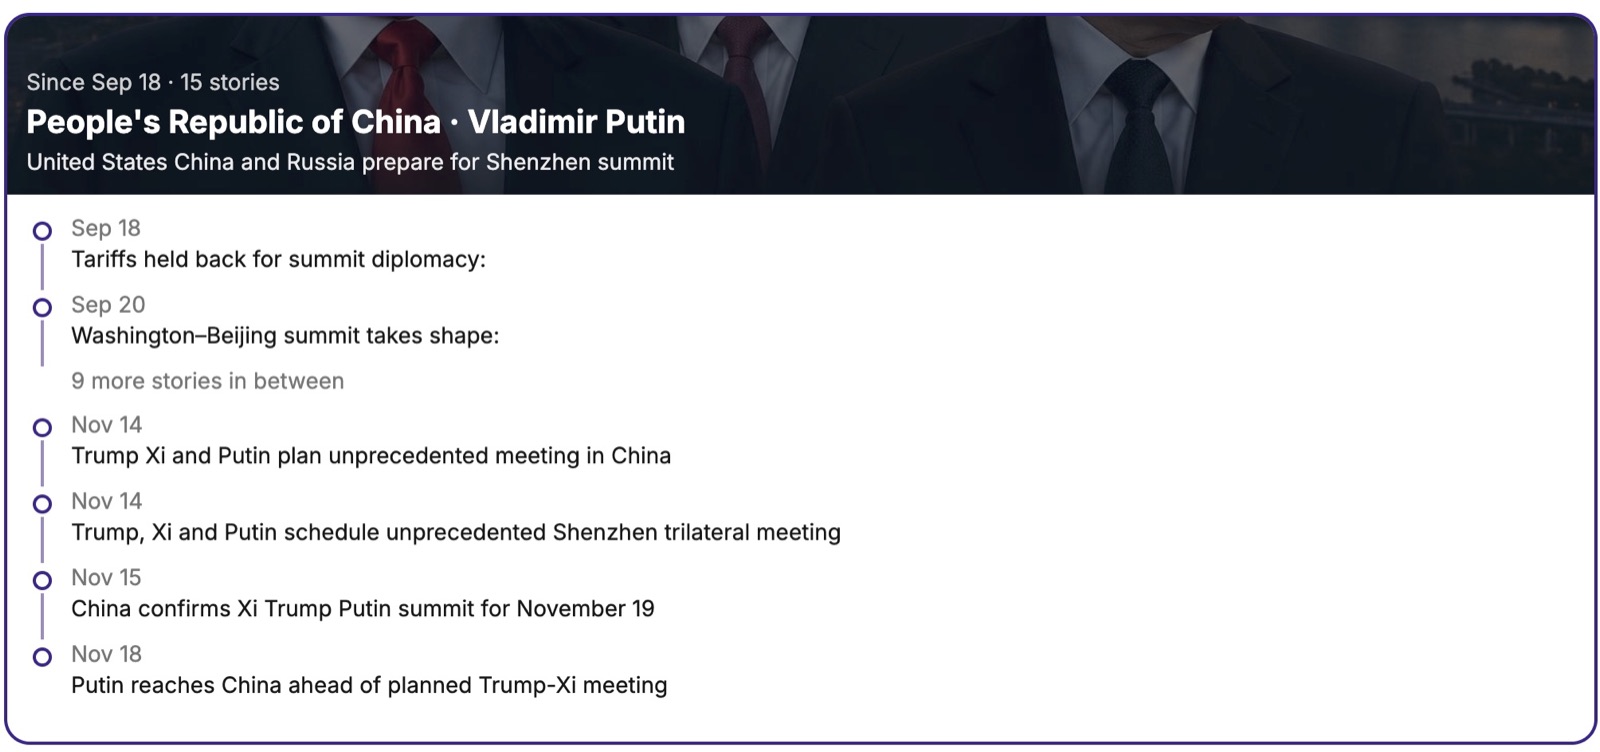 Since Sep 18 · 15 stories
People's Republic of China · Vladimir Putin
United States China and Russia prepare for Shenzhen summit
Sep 18
Tariffs held back for summit diplomacy:
Sep 20
Washington–Beijing summit takes shape:
9 more stories in between
Nov 14
Trump Xi and Putin plan unprecedented meeting in China
Nov 14
Trump, Xi and Putin schedule unprecedented Shenzhen trilateral meeting
Nov 15
China confirms Xi Trump Putin summit for November 19
Nov 18
Putin reaches China ahead of planned Trump-Xi meeting